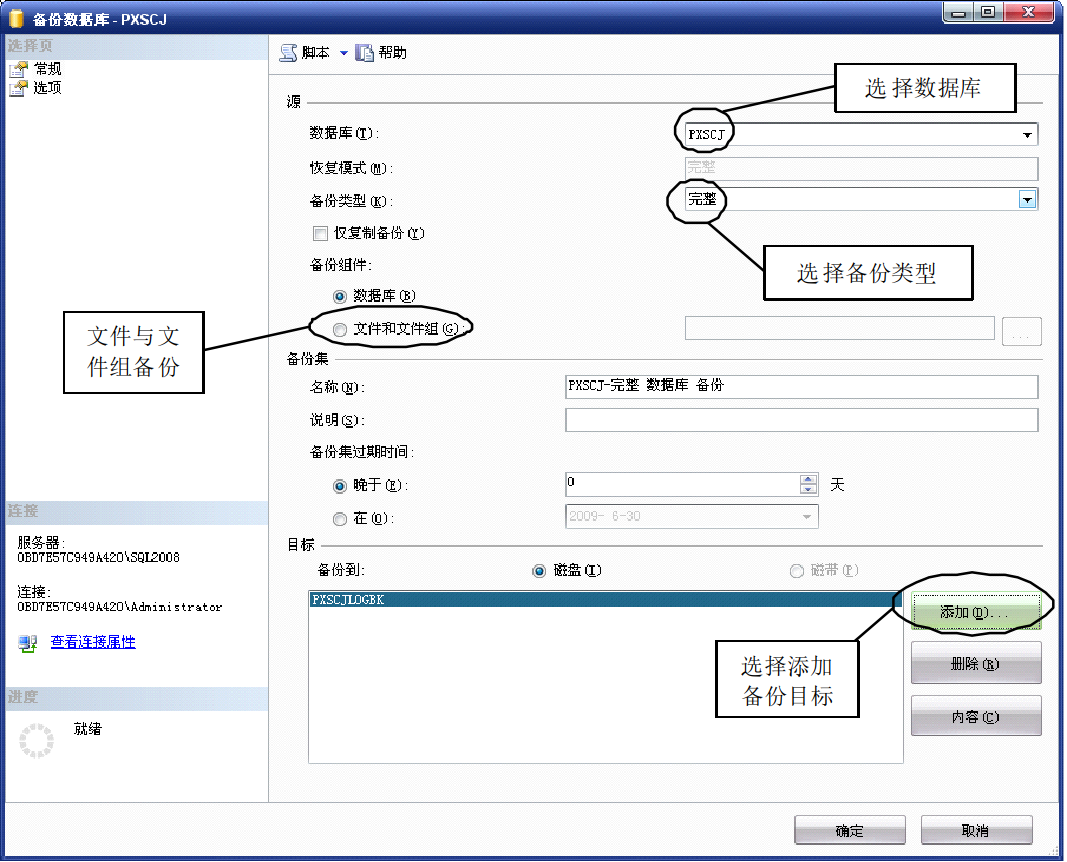 备份数据库 - PXSCJ
选择页
常规
选项
脚本
帮助
选择数据库
源
数据库(T):
PXSCJ
恢复模式(M):
完整
备份类型(K):
完整
仅复制备份(Y)
选择备份类型
备份组件:
数据库(B)
文件和文件组(G):
...
文件与文
件组备份
备份集
名称(N):
PXSCJ-完整 数据库 备份
说明(S):
备份集过期时间:
晚于(E):
0
天
在(O):
2009- 6-30
目标
备份到:
磁盘(I)
磁带(P)
PXSCJLOGBK
添加(D)...
选择添加
备份目标
删除(R)
内容(C)
连接
服务器:
0BD7E57C949A420\SQL2008
连接:
0BD7E57C949A420\Administrator
查看连接属性
进度
就绪
确定
取消